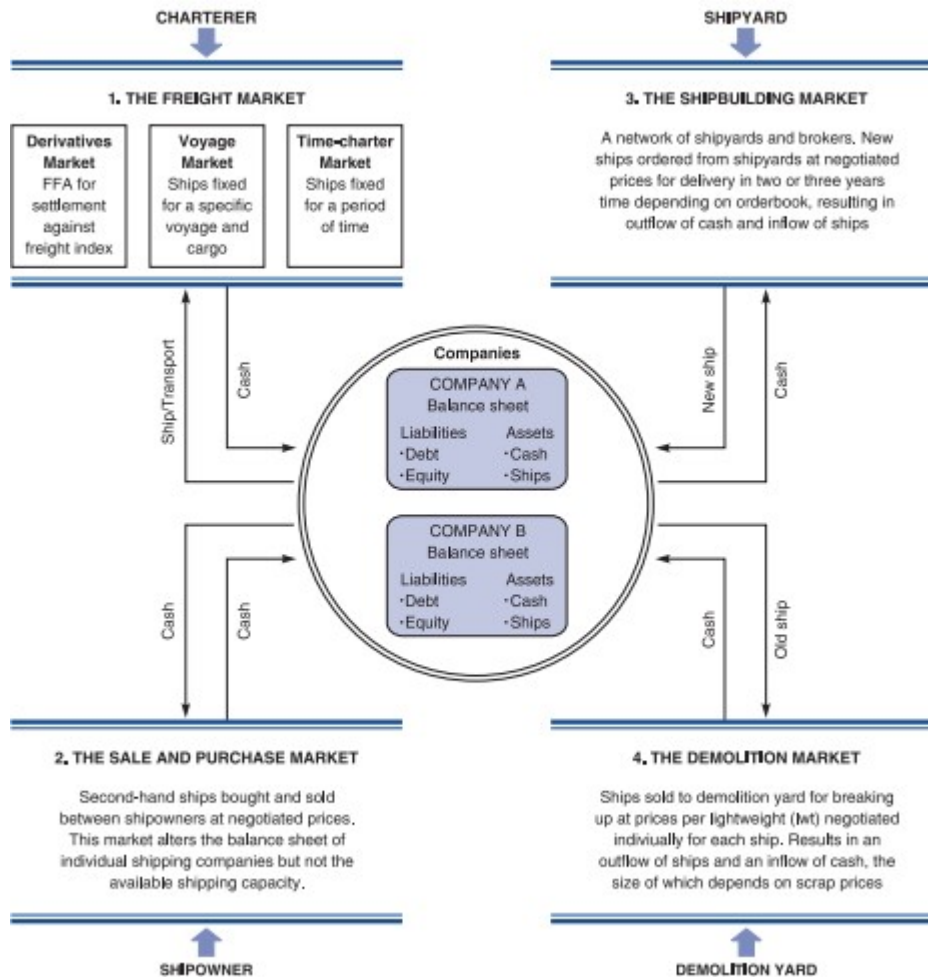 CHARTERER
SHIPYARD
1. THE FREIGHT MARKET
Derivatives
Market
FFA for
settlement
against
freight index
Voyage
Market
Ships fixed
for a specific
voyage and
cargo
Time-charter
Market
Ships fixed
for a period
of time
3. THE SHIPBUILDING MARKET
A network of shipyards and brokers. New
ships ordered from shipyards at negotiated
prices for delivery in two or three years
time depending on orderbook, resulting in
outflow of cash and inflow of ships
Ship/Transport
Cash
New ship
Cash
Companies
COMPANY A
Balance sheet
Liabilities Assets
·Debt ·Cash
·Equity ·Ships
COMPANY B
Balance sheet
Liabilities Assets
·Debt ·Cash
·Equity ·Ships
Cash
Cash
Cash
Old ship
2. THE SALE AND PURCHASE MARKET
Second-hand ships bought and sold
between shipowners at negotiated prices.
This market alters the balance sheet of
individual shipping companies but not the
available shipping capacity.
4. THE DEMOLITION MARKET
Ships sold to demolition yard for breaking
up at prices per lightweight (lwt) negotiated
indiviually for each ship. Results in an
outflow of ships and an inflow of cash, the
size of which depends on scrap prices
SHIPOWNER
DEMOLITION YARD